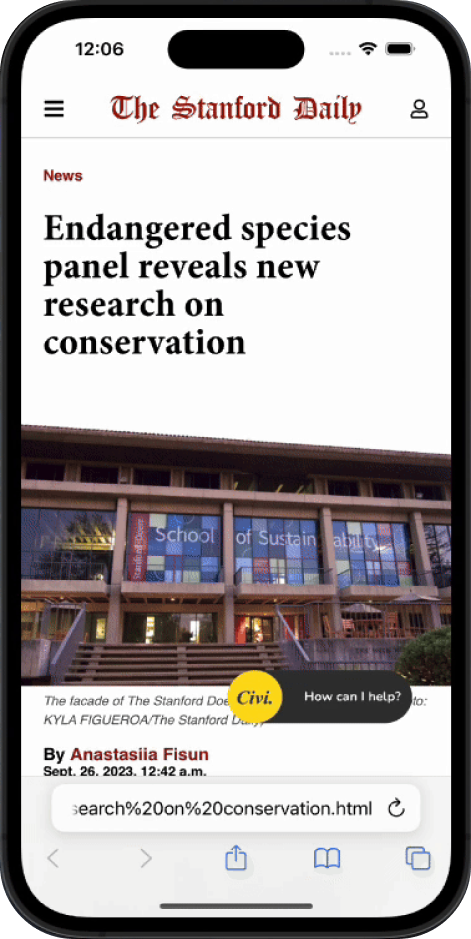 12:06
The Stanford Daily
News
Endangered species
panel reveals new
research on
conservation
Stanford Doerr
School of Sustainability
The facade of The Stanford Doe
Civi.
How can I help?
to:
KYLA FIGUEROA/The Stanford Daily)
By Anastasiia Fisun
Sept. 26, 2023, 12:42 a.m.
search%20on%20conservation.html